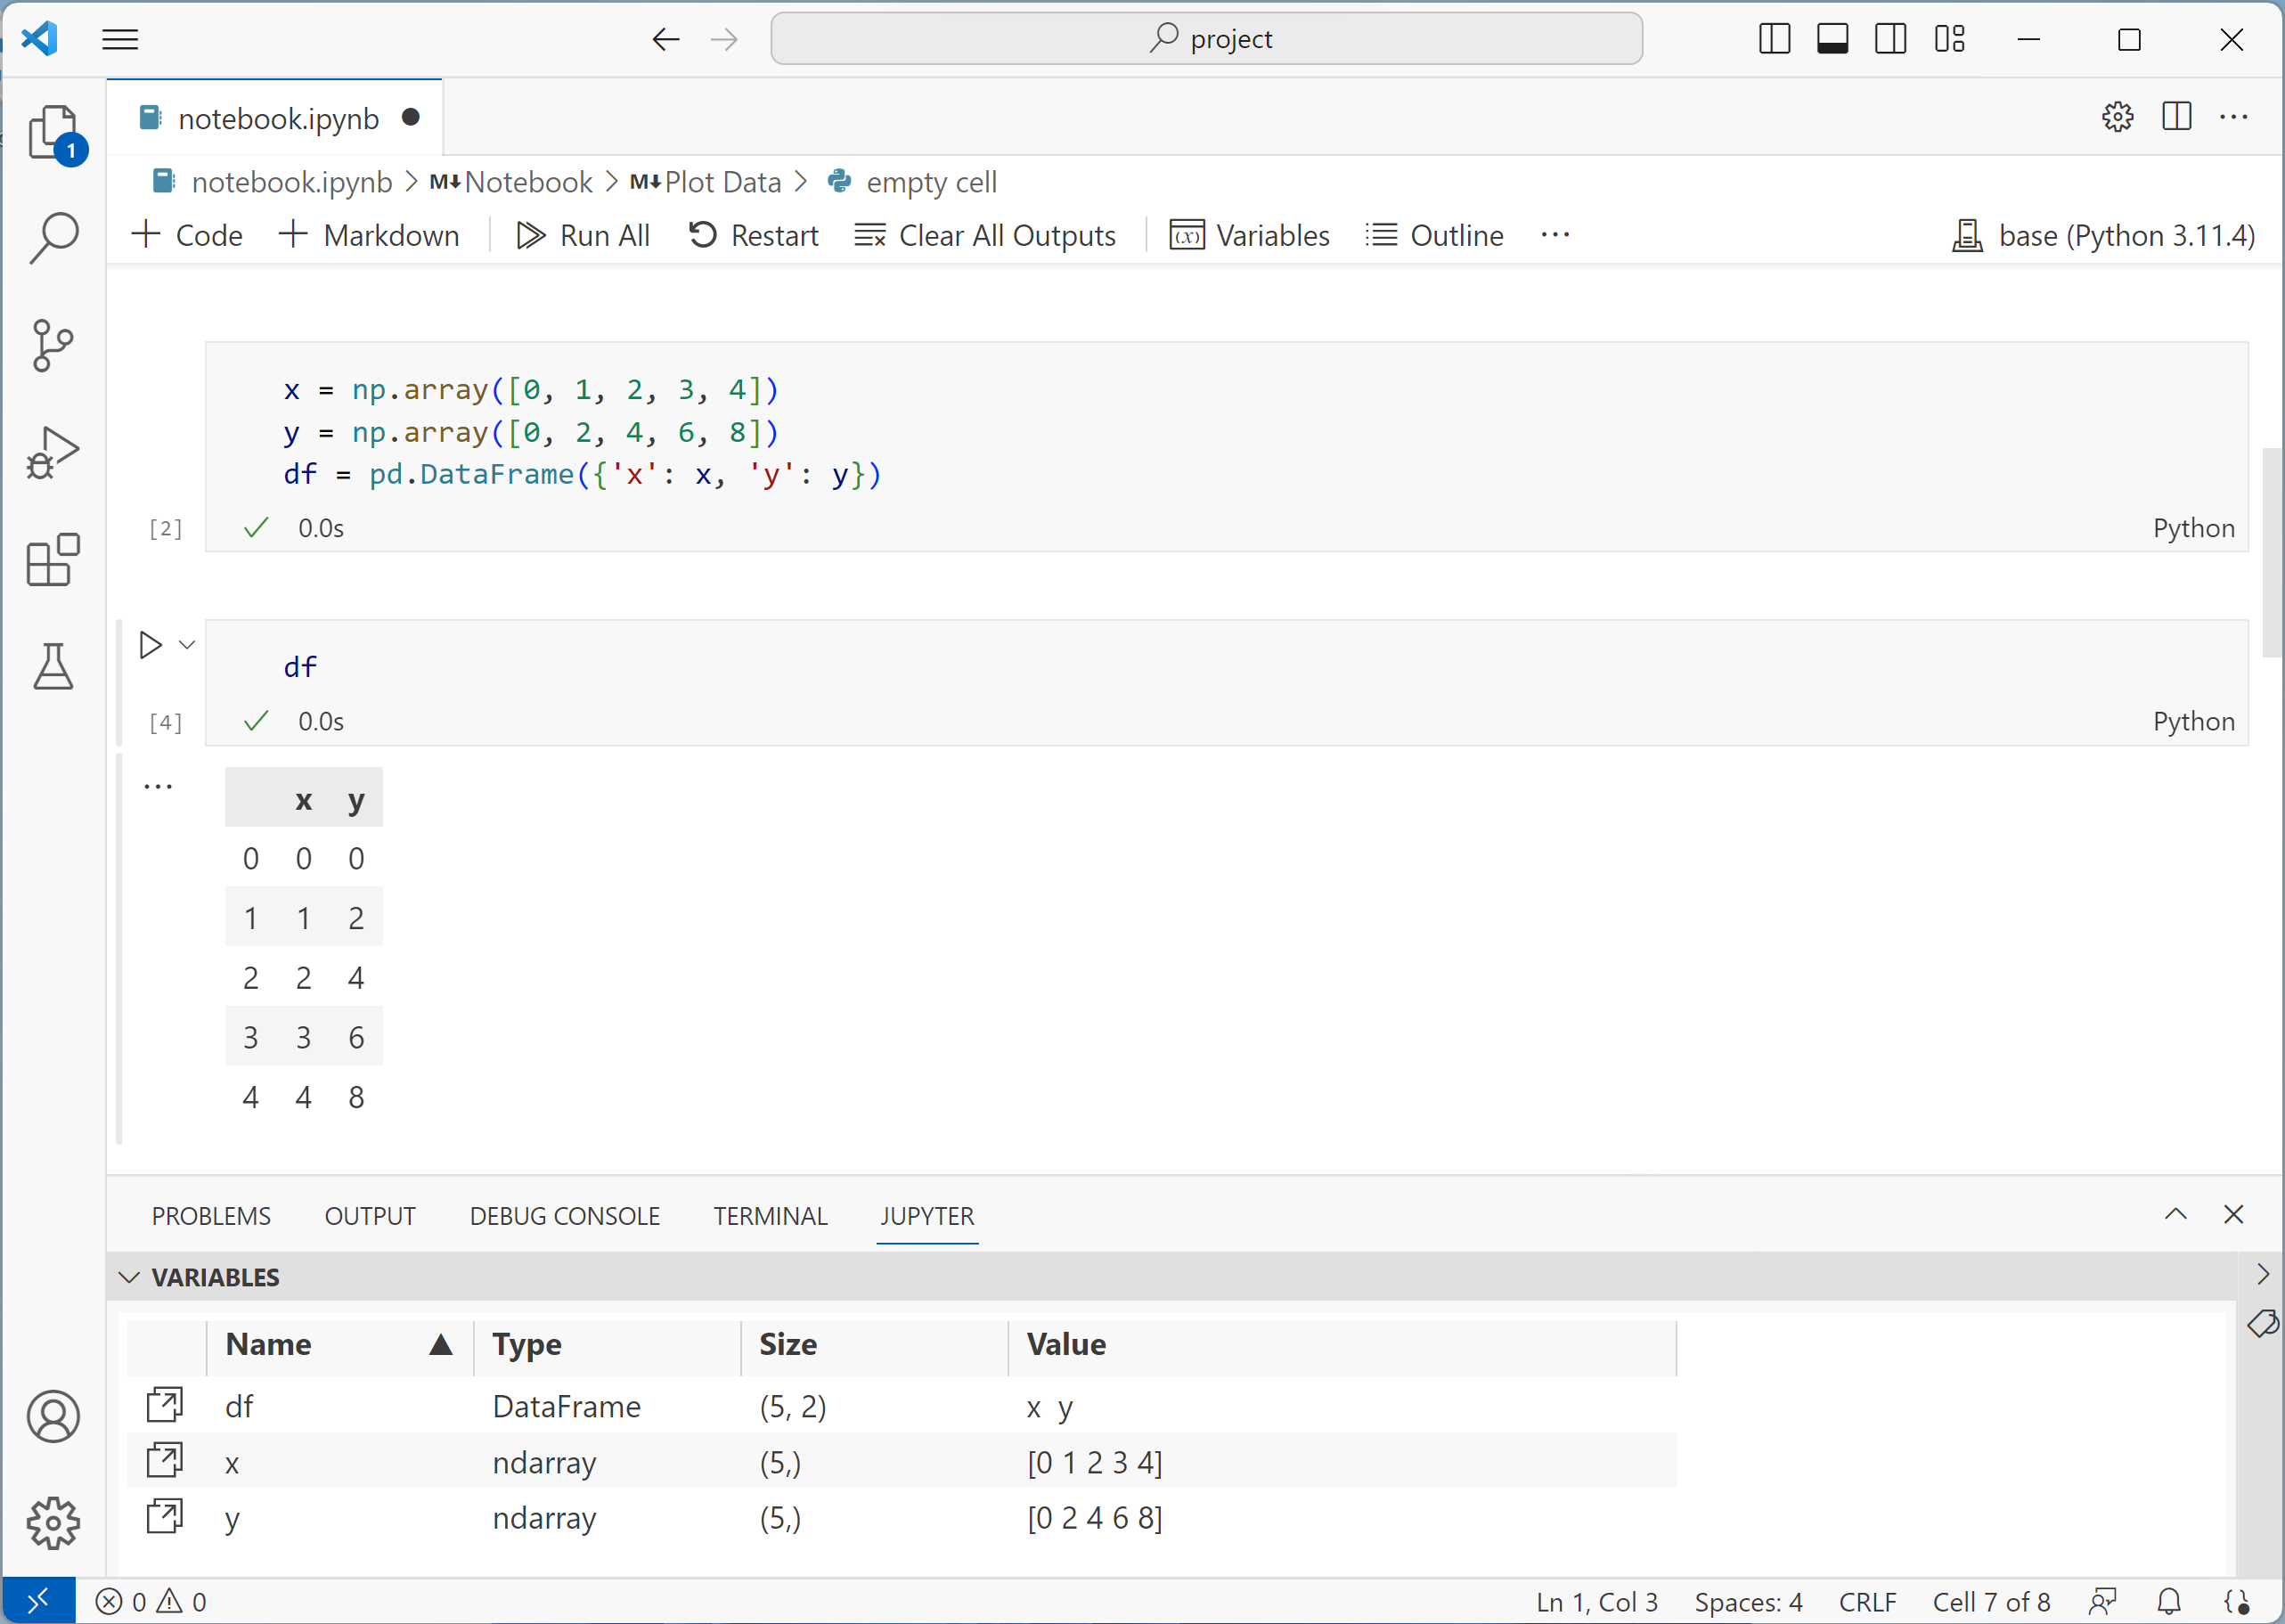 project
notebook.ipynb
1
notebook.ipynb > M↓Notebook > M↓Plot Data > empty cell
+ Code + Markdown Run All Restart Clear All Outputs (x) Variables Outline ··· base (Python 3.11.4)
x = np.array([0, 1, 2, 3, 4])
y = np.array([0, 2, 4, 6, 8])
df = pd.DataFrame({'x': x, 'y': y})
[2] 0.0s Python
df
[4] 0.0s Python
x y
0 0 0
1 1 2
2 2 4
3 3 6
4 4 8
PROBLEMS OUTPUT DEBUG CONSOLE TERMINAL JUPYTER
VARIABLES
Name Type Size Value
df DataFrame (5, 2) x y
x ndarray (5,) [0 1 2 3 4]
y ndarray (5,) [0 2 4 6 8]
0 0 Ln 1, Col 3 Spaces: 4 CRLF Cell 7 of 8